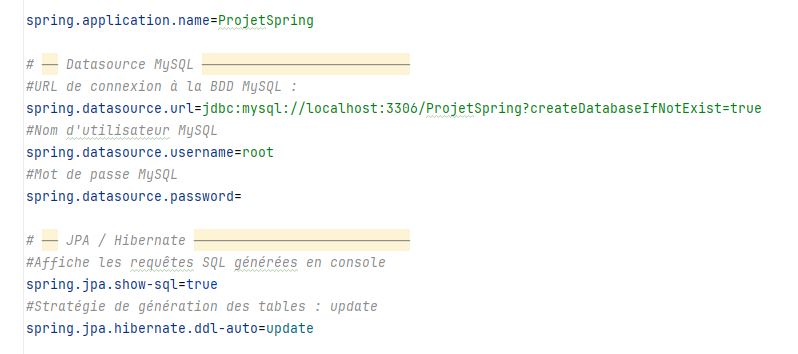 spring.application.name=ProjetSpring
# ── Datasource MySQL ──────────────────────────
#URL de connexion à la BDD MySQL :
spring.datasource.url=jdbc:mysql://localhost:3306/ProjetSpring?createDatabaseIfNotExist=true
#Nom d'utilisateur MySQL
spring.datasource.username=root
#Mot de passe MySQL
spring.datasource.password=
# ── JPA / Hibernate ───────────────────────────
#Affiche les requêtes SQL générées en console
spring.jpa.show-sql=true
#Stratégie de génération des tables : update
spring.jpa.hibernate.ddl-auto=update